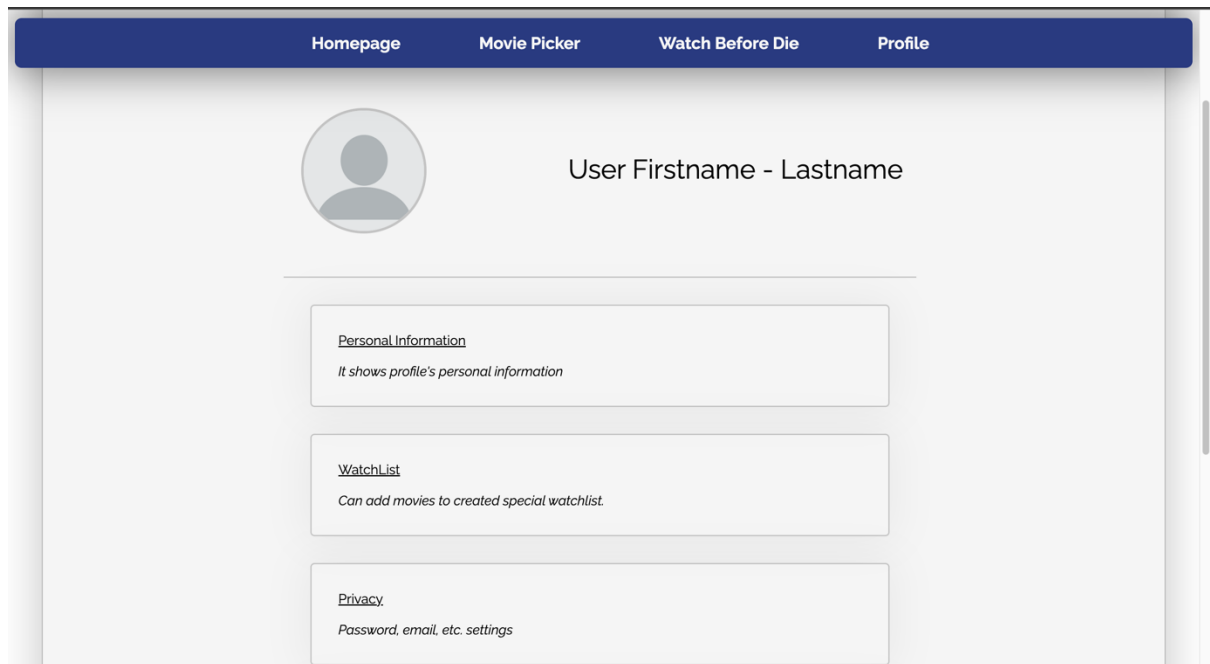 Homepage Movie Picker Watch Before Die Profile
User Firstname - Lastname
Personal Information
It shows profile's personal information
WatchList
Can add movies to created special watchlist.
Privacy
Password, email, etc. settings